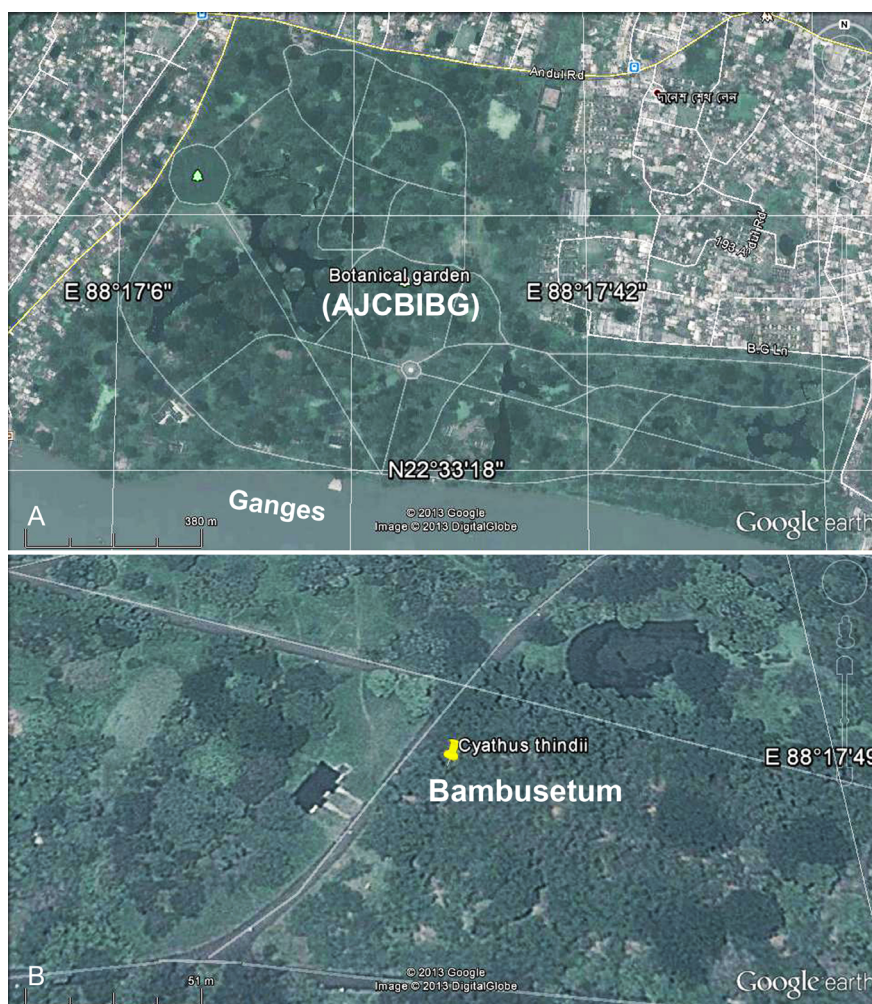 N
Andul Rd
দানেশ শেখ লেন
193 Andul Rd
Botanical garden
(AJCBIBG)
E 88°17'6"
E 88°17'42"
B.G Ln
N22°33'18"
Ganges
A
380 m
© 2013 Google
Image © 2013 DigitalGlobe
Google earth
Cyathus thindii
E 88°17'49
Bambusetum
B
51 m
© 2013 Google
Image © 2013 DigitalGlobe
Google earth